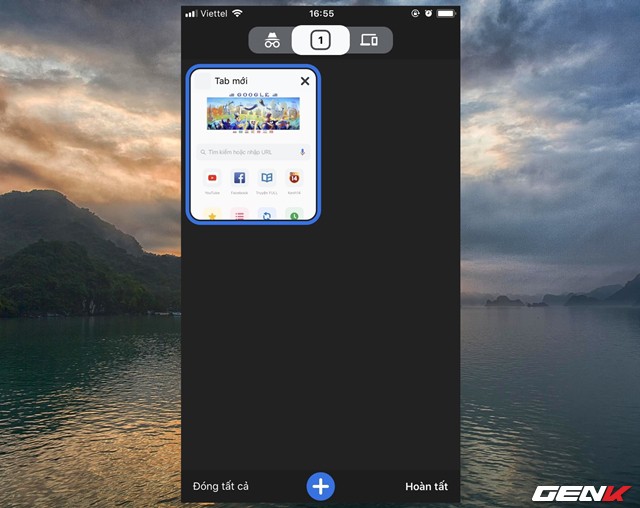 Viettel
16:55
1
Tab mới
GOOGLE
Tìm kiếm hoặc nhập URL
YouTube
Facebook
Truyện FULL
Đóng tất cả
Hoàn tất
GENK